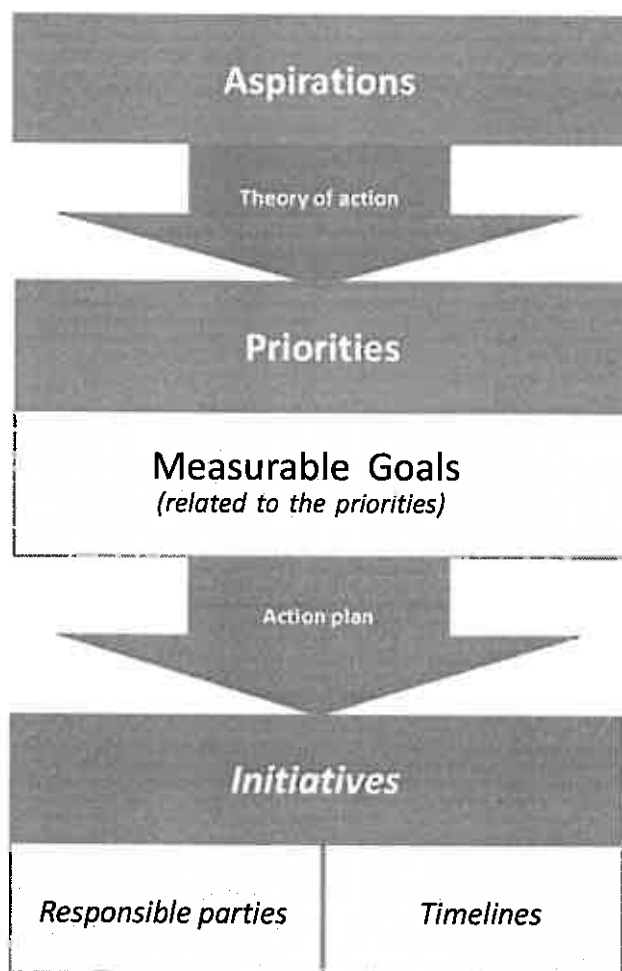 Aspirations
Theory of action
Priorities
Measurable Goals
(related to the priorities)
Action plan
Initiatives
Responsible parties
Timelines